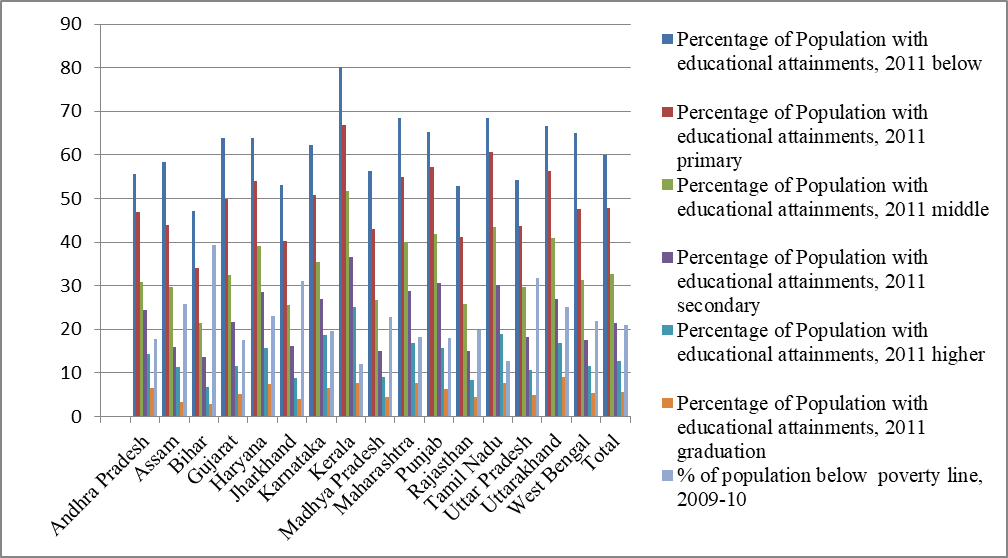 90
80
70
60
50
40
30
20
10
0
Andhra Pradesh
Assam
Bihar
Gujarat
Haryana
Jharkhand
Karnataka
Kerala
Madhya Pradesh
Maharashtra
Punjab
Rajasthan
Tamil Nadu
Uttar Pradesh
Uttarakhand
West Bengal
Total
Percentage of Population with
educational attainments, 2011 below
Percentage of Population with
educational attainments, 2011
primary
Percentage of Population with
educational attainments, 2011 middle
Percentage of Population with
educational attainments, 2011
secondary
Percentage of Population with
educational attainments, 2011 higher
Percentage of Population with
educational attainments, 2011
graduation
% of population below poverty line,
2009-10